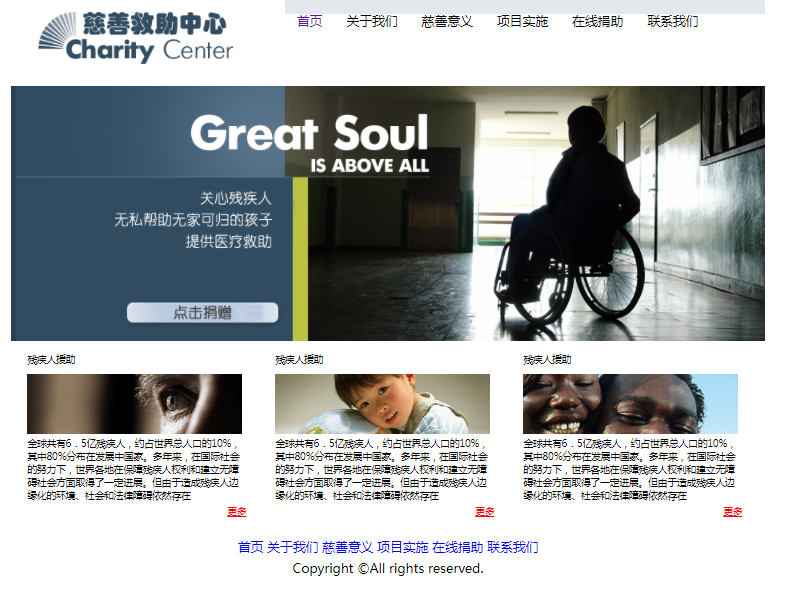 慈善救助中心
Charity Center
首页 关于我们 慈善意义 项目实施 在线捐助 联系我们
Great Soul
IS ABOVE ALL
关心残疾人
无私帮助无家可归的孩子
提供医疗救助
点击捐赠
残疾人援助
全球共有6．5亿残疾人，约占世界总人口的10%，
其中80%分布在发展中国家。多年来，在国际社会
的努力下，世界各地在保障残疾人权利和建立无障
碍社会方面取得了一定进展。但由于造成残疾人边
缘化的环境、社会和法律障碍依然存在
更多
残疾人援助
全球共有6．5亿残疾人，约占世界总人口的10%，
其中80%分布在发展中国家。多年来，在国际社会
的努力下，世界各地在保障残疾人权利和建立无障
碍社会方面取得了一定进展。但由于造成残疾人边
缘化的环境、社会和法律障碍依然存在
更多
残疾人援助
全球共有6．5亿残疾人，约占世界总人口的10%，
其中80%分布在发展中国家。多年来，在国际社会
的努力下，世界各地在保障残疾人权利和建立无障
碍社会方面取得了一定进展。但由于造成残疾人边
缘化的环境、社会和法律障碍依然存在
更多
首页 关于我们 慈善意义 项目实施 在线捐助 联系我们
Copyright ©All rights reserved.